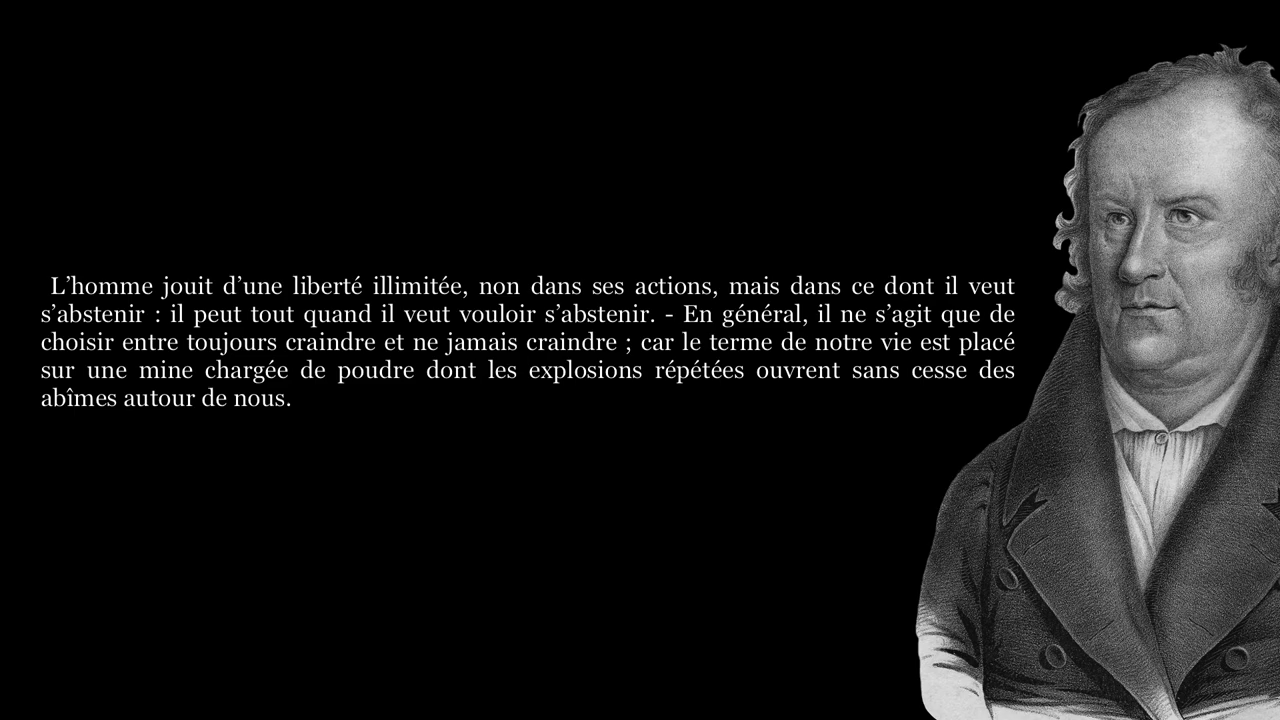 L’homme jouit d’une liberté illimitée, non dans ses actions, mais dans ce dont il veut
s’abstenir : il peut tout quand il veut vouloir s’abstenir. - En général, il ne s’agit que de
choisir entre toujours craindre et ne jamais craindre ; car le terme de notre vie est placé
sur une mine chargée de poudre dont les explosions répétées ouvrent sans cesse des
abîmes autour de nous.